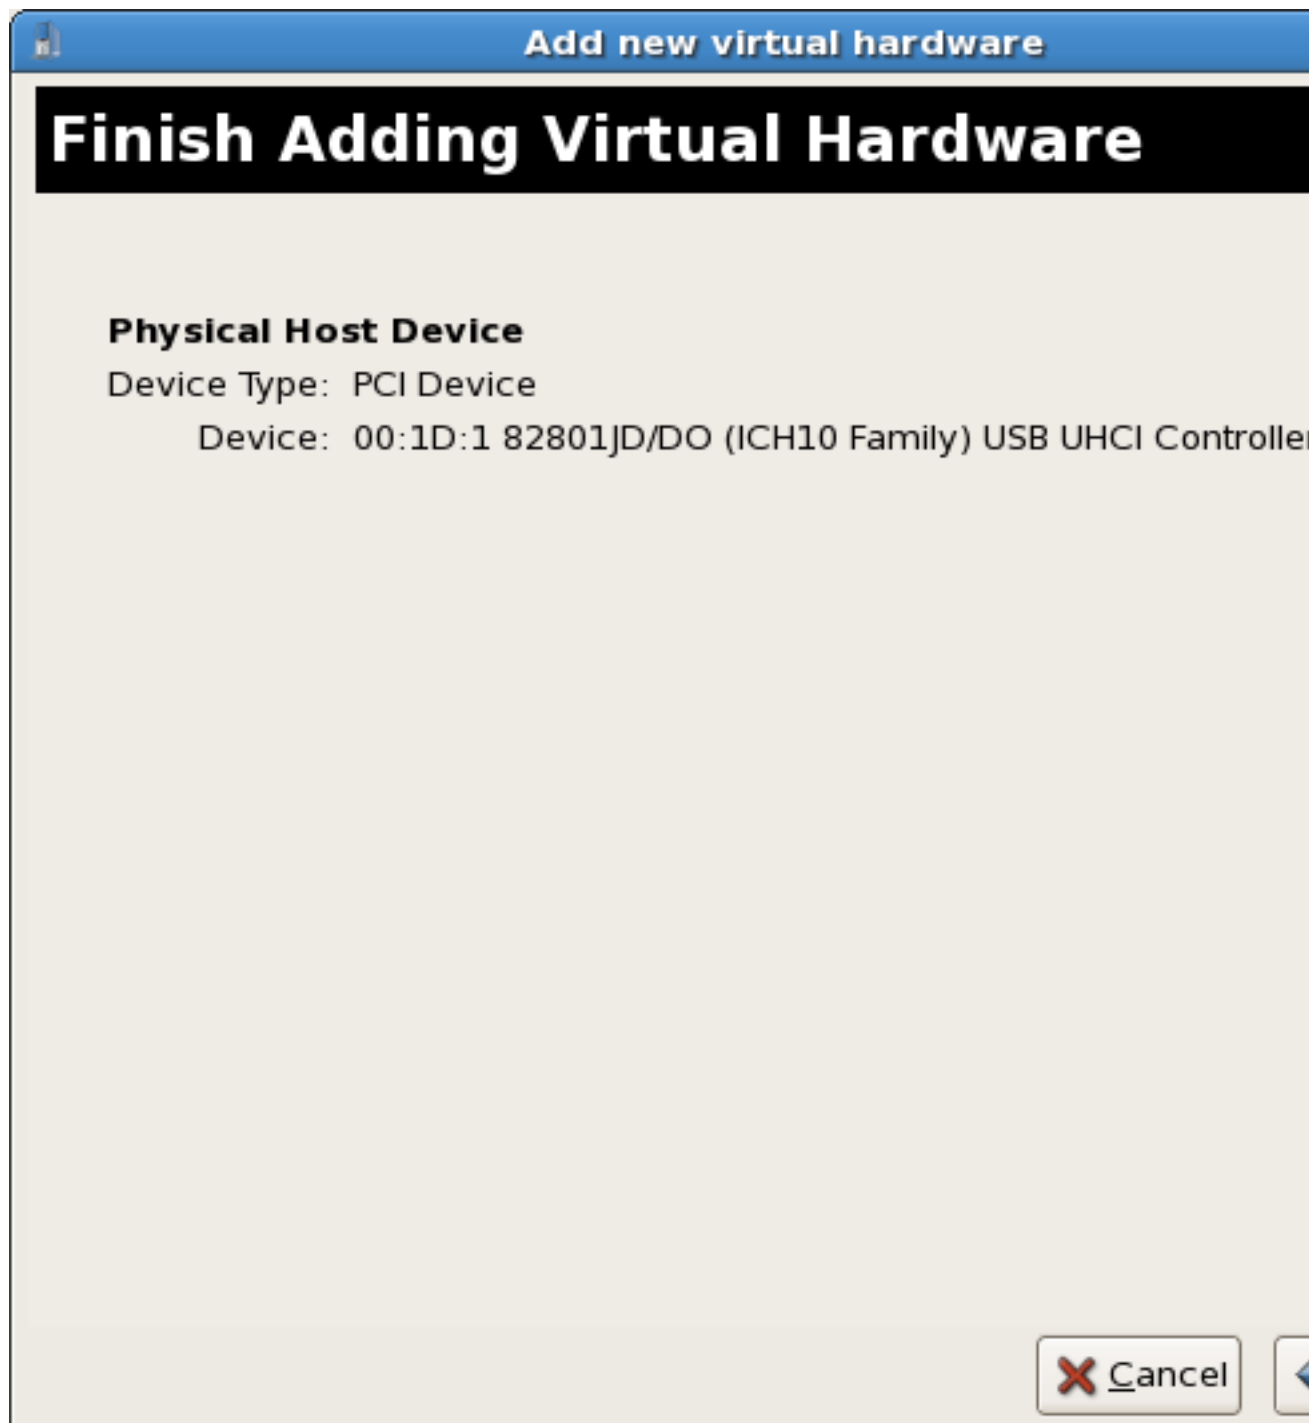 Add new virtual hardware
Finish Adding Virtual Hardware
Physical Host Device
Device Type: PCI Device
Device: 00:1D:1 82801JD/DO (ICH10 Family) USB UHCI Controller
Cancel